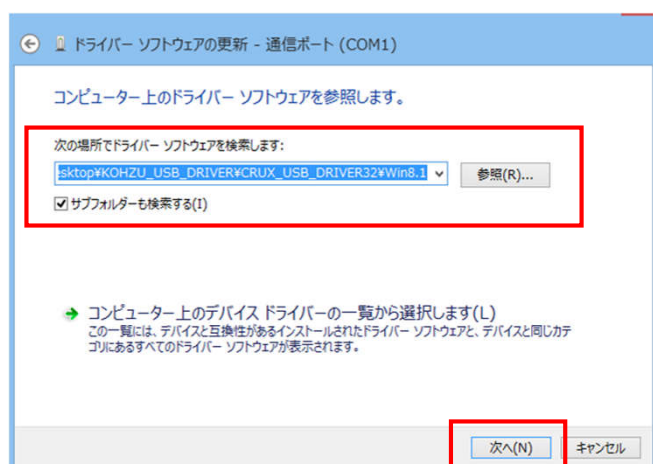 ドライバー ソフトウェアの更新 - 通信ポート (COM1)
コンピューター上のドライバー ソフトウェアを参照します。
次の場所でドライバー ソフトウェアを検索します:
esktop¥KOHZU_USB_DRIVER¥CRUX_USB_DRIVER32¥Win8.1
参照(R)...
サブフォルダーも検索する(I)
コンピューター上のデバイス ドライバーの一覧から選択します(L)
この一覧には、デバイスと互換性があるインストールされたドライバー ソフトウェアと、デバイスと同じカテ
ゴリにあるすべてのドライバー ソフトウェアが表示されます。
次へ(N)
キャンセル